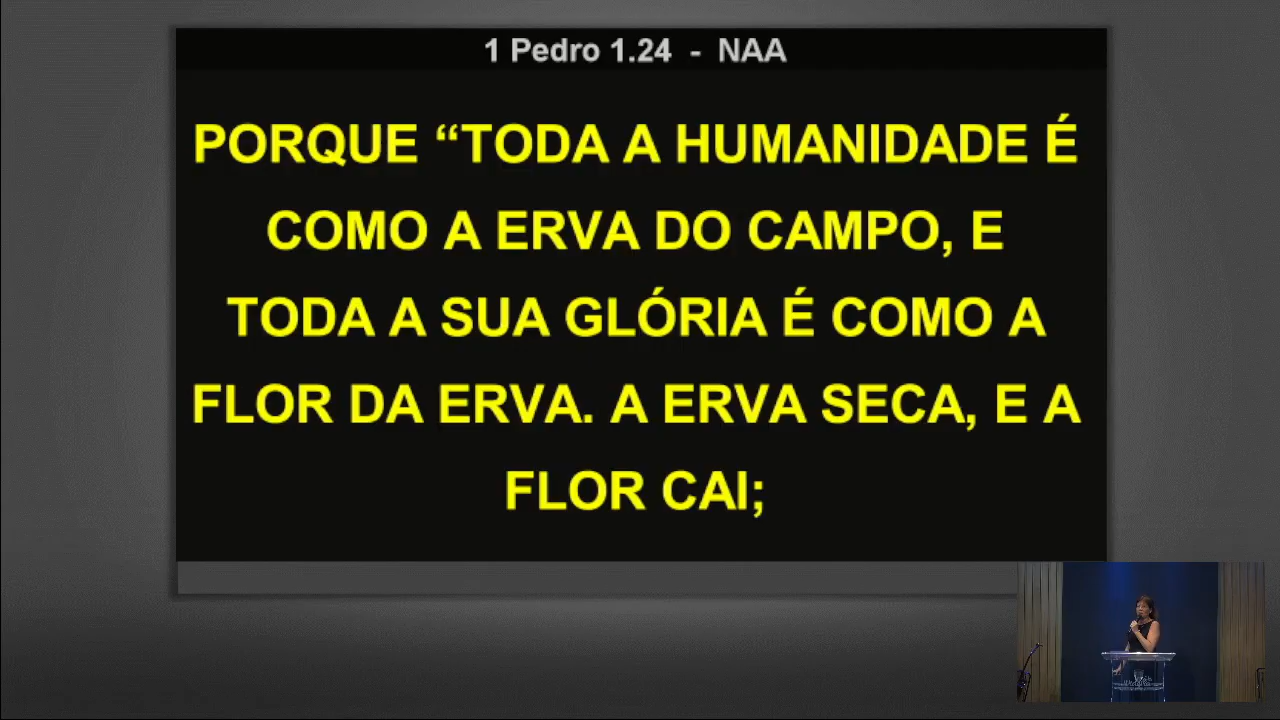 1 Pedro 1.24 - NAA
PORQUE “TODA A HUMANIDADE É
COMO A ERVA DO CAMPO, E
TODA A SUA GLÓRIA É COMO A
FLOR DA ERVA. A ERVA SECA, E A
FLOR CAI;